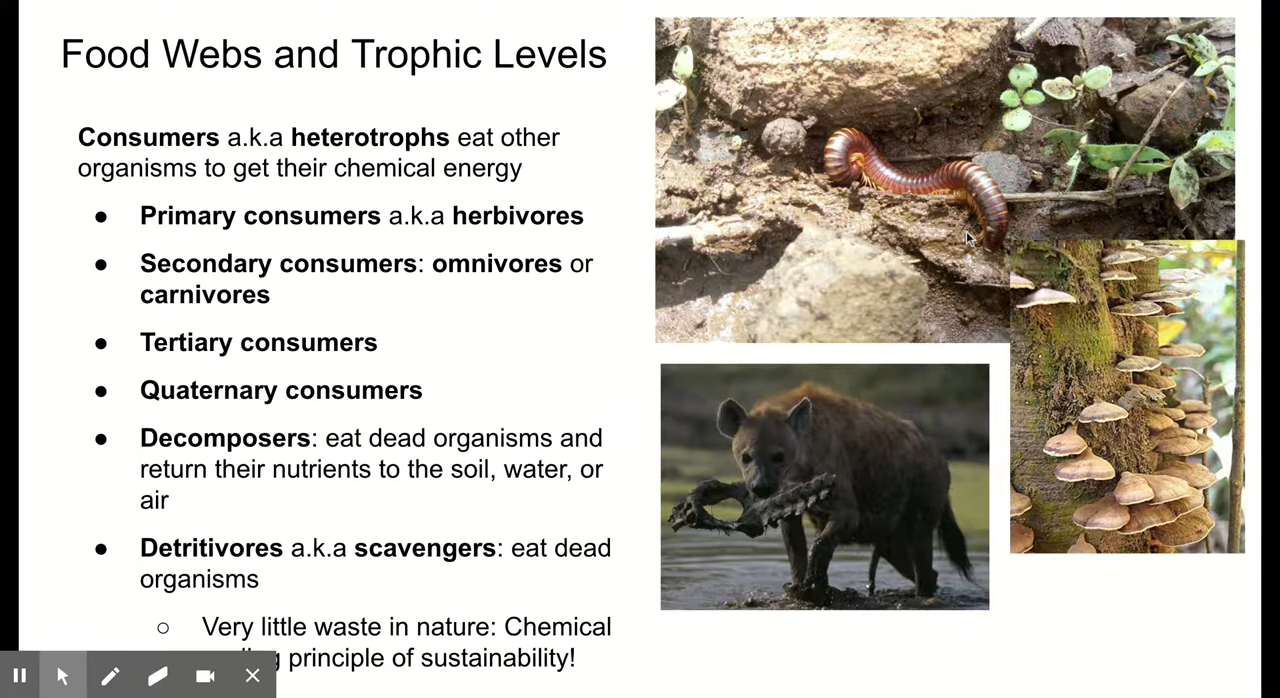 Food Webs and Trophic Levels
Consumers a.k.a heterotrophs eat other
organisms to get their chemical energy
● Primary consumers a.k.a herbivores
● Secondary consumers: omnivores or
carnivores
● Tertiary consumers
● Quaternary consumers
● Decomposers: eat dead organisms and
return their nutrients to the soil, water, or
air
● Detritivores a.k.a scavengers: eat dead
organisms
○ Very little waste in nature: Chemical
principle of sustainability!